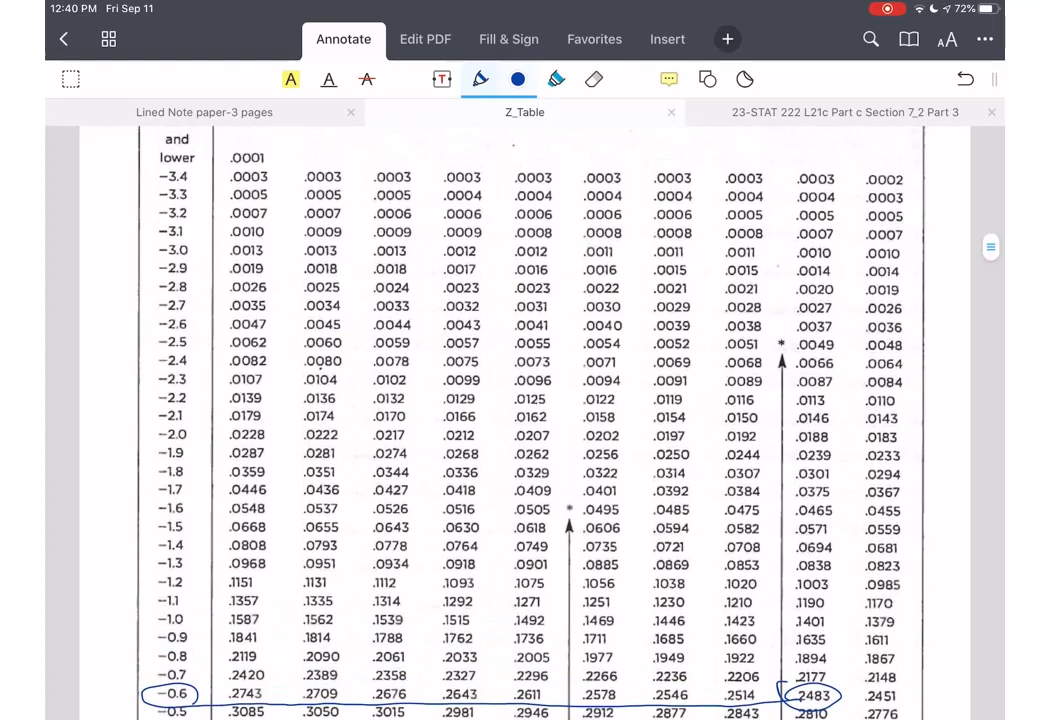 12:40 PM Fri Sep 11 72%
Annotate Edit PDF Fill & Sign Favorites Insert + AA
A A A T
Lined Note paper-3 pages × Z_Table × 23-STAT 222 L21c Part c Section 7_2 Part 3 ×
and
lower .0001
−3.4 .0003 .0003 .0003 .0003 .0003 .0003 .0003 .0003 .0003 .0002
−3.3 .0005 .0005 .0005 .0004 .0004 .0004 .0004 .0004 .0004 .0003
−3.2 .0007 .0007 .0006 .0006 .0006 .0006 .0006 .0005 .0005 .0005
−3.1 .0010 .0009 .0009 .0009 .0008 .0008 .0008 .0008 .0007 .0007
−3.0 .0013 .0013 .0013 .0012 .0012 .0011 .0011 .0011 .0010 .0010
−2.9 .0019 .0018 .0018 .0017 .0016 .0016 .0015 .0015 .0014 .0014
−2.8 .0026 .0025 .0024 .0023 .0023 .0022 .0021 .0021 .0020 .0019
−2.7 .0035 .0034 .0033 .0032 .0031 .0030 .0029 .0028 .0027 .0026
−2.6 .0047 .0045 .0044 .0043 .0041 .0040 .0039 .0038 .0037 .0036
−2.5 .0062 .0060 .0059 .0057 .0055 .0054 .0052 .0051 * .0049 .0048
−2.4 .0082 .0080 .0078 .0075 .0073 .0071 .0069 .0068 .0066 .0064
−2.3 .0107 .0104 .0102 .0099 .0096 .0094 .0091 .0089 .0087 .0084
−2.2 .0139 .0136 .0132 .0129 .0125 .0122 .0119 .0116 .0113 .0110
−2.1 .0179 .0174 .0170 .0166 .0162 .0158 .0154 .0150 .0146 .0143
−2.0 .0228 .0222 .0217 .0212 .0207 .0202 .0197 .0192 .0188 .0183
−1.9 .0287 .0281 .0274 .0268 .0262 .0256 .0250 .0244 .0239 .0233
−1.8 .0359 .0351 .0344 .0336 .0329 .0322 .0314 .0307 .0301 .0294
−1.7 .0446 .0436 .0427 .0418 .0409 .0401 .0392 .0384 .0375 .0367
−1.6 .0548 .0537 .0526 .0516 .0505 * .0495 .0485 .0475 .0465 .0455
−1.5 .0668 .0655 .0643 .0630 .0618 .0606 .0594 .0582 .0571 .0559
−1.4 .0808 .0793 .0778 .0764 .0749 .0735 .0721 .0708 .0694 .0681
−1.3 .0968 .0951 .0934 .0918 .0901 .0885 .0869 .0853 .0838 .0823
−1.2 .1151 .1131 .1112 .1093 .1075 .1056 .1038 .1020 .1003 .0985
−1.1 .1357 .1335 .1314 .1292 .1271 .1251 .1230 .1210 .1190 .1170
−1.0 .1587 .1562 .1539 .1515 .1492 .1469 .1446 .1423 .1401 .1379
−0.9 .1841 .1814 .1788 .1762 .1736 .1711 .1685 .1660 .1635 .1611
−0.8 .2119 .2090 .2061 .2033 .2005 .1977 .1949 .1922 .1894 .1867
−0.7 .2420 .2389 .2358 .2327 .2296 .2266 .2236 .2206 .2177 .2148
−0.6 .2743 .2709 .2676 .2643 .2611 .2578 .2546 .2514 .2483 .2451
−0.5 .3085 .3050 .3015 .2981 .2946 .2912 .2877 .2843 .2810 .2776